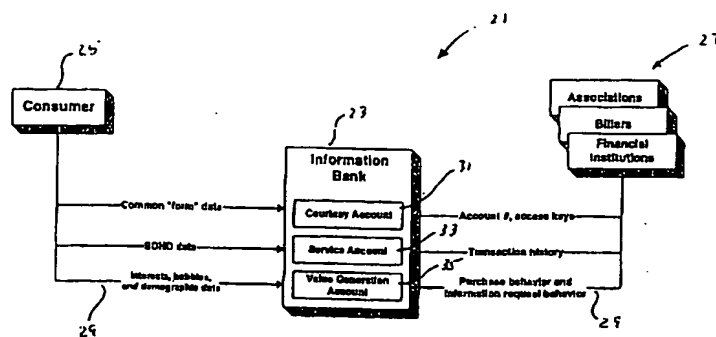 21
27
25
Consumer
Associations
Billers
Financial
Institutions
23
Information
Bank
31
Common "form" data
Courtesy Account
Account #, access keys
33
SOHO data
Service Account
Transaction history
35
Interests, hobbies,
and demographic data
Value Generation
Account
Purchase behavior and
information request behavior
29
29